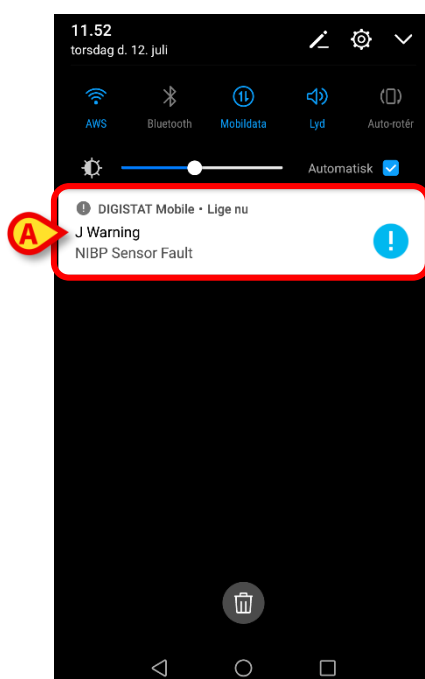 11.52
torsdag d. 12. juli
AWS Bluetooth Mobildata Lyd Auto-rotér
Automatisk
DIGISTAT Mobile • Lige nu
A
J Warning
NIBP Sensor Fault